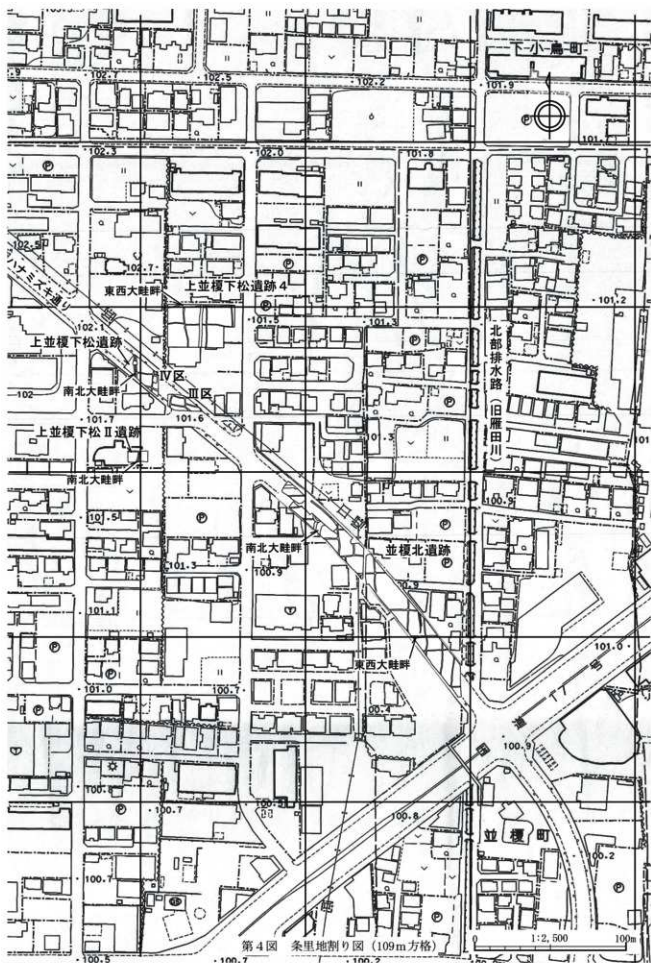 下小鳥町
102.7
102.5
102.2
101.9
102.3
102.0
101.8
102.5
102.7
上並榎下松遺跡4
東西大畦畔
ハナミズキ通り
102.1
101.5
101.3
101.2
上並榎下松遺跡
Ⅳ区
南北大畦畔
Ⅲ区
102
101.7
101.6
北部排水路(旧雁田川)
上並榎下松Ⅱ遺跡
101.3
南北大畦畔
100.9
101.5
南北大畦畔
並榎北遺跡
101.3
100.9
101.1
101.0
東西大畦畔
101.0
100.7
100.4
100.9
100.7
100.8
並榎町
100.2
100.7
第4図 条里地割り図(109m方格)
1:2,500
100m
100.5
100.7
100.2